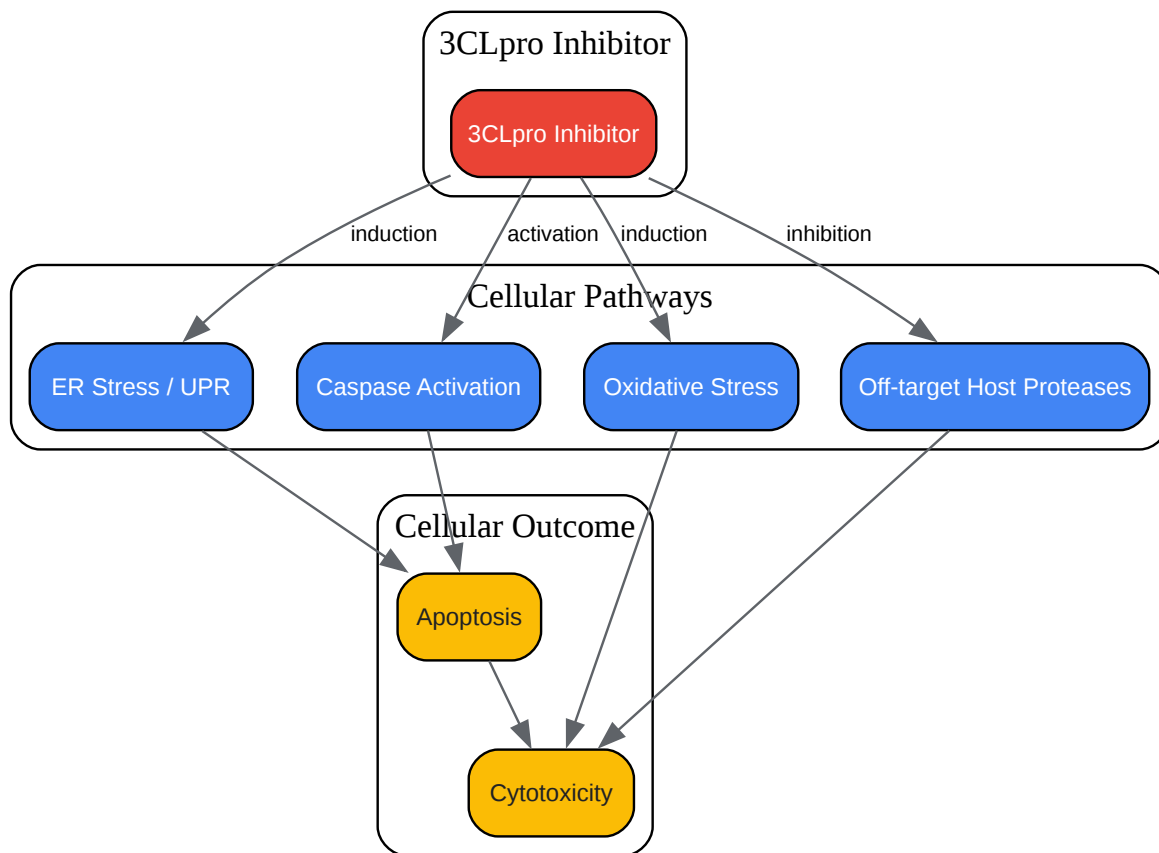 3CLpro Inhibitor
3CLpro Inhibitor
induction
activation
induction
inhibition
Cellular Pathways
ER Stress / UPR
Caspase Activation
Oxidative Stress
Off-target Host Proteases
Cellular Outcome
Apoptosis
Cytotoxicity